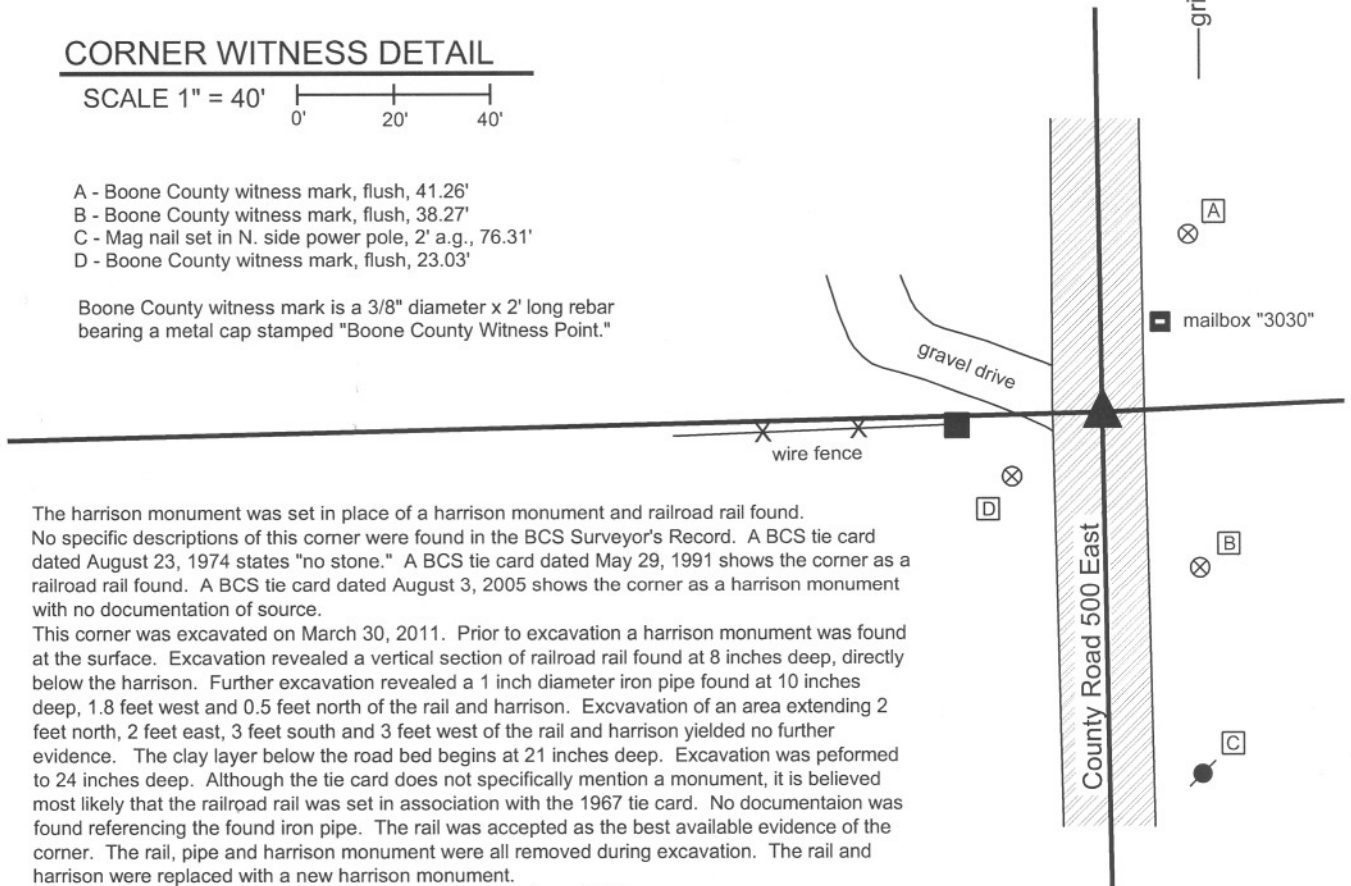 CORNER WITNESS DETAIL
SCALE 1" = 40'
0' 20' 40'
A - Boone County witness mark, flush, 41.26'
B - Boone County witness mark, flush, 38.27'
C - Mag nail set in N. side power pole, 2' a.g., 76.31'
D - Boone County witness mark, flush, 23.03'
Boone County witness mark is a 3/8" diameter x 2' long rebar
bearing a metal cap stamped "Boone County Witness Point."
gri
A
mailbox "3030"
gravel drive
wire fence
D
B
County Road 500 East
C
The harrison monument was set in place of a harrison monument and railroad rail found.
No specific descriptions of this corner were found in the BCS Surveyor's Record. A BCS tie card
dated August 23, 1974 states "no stone." A BCS tie card dated May 29, 1991 shows the corner as a
railroad rail found. A BCS tie card dated August 3, 2005 shows the corner as a harrison monument
with no documentation of source.
This corner was excavated on March 30, 2011. Prior to excavation a harrison monument was found
at the surface. Excavation revealed a vertical section of railroad rail found at 8 inches deep, directly
below the harrison. Further excavation revealed a 1 inch diameter iron pipe found at 10 inches
deep, 1.8 feet west and 0.5 feet north of the rail and harrison. Excvavation of an area extending 2
feet north, 2 feet east, 3 feet south and 3 feet west of the rail and harrison yielded no further
evidence. The clay layer below the road bed begins at 21 inches deep. Excavation was peformed
to 24 inches deep. Although the tie card does not specifically mention a monument, it is believed
most likely that the railroad rail was set in association with the 1967 tie card. No documentaion was
found referencing the found iron pipe. The rail was accepted as the best available evidence of the
corner. The rail, pipe and harrison monument were all removed during excavation. The rail and
harrison were replaced with a new harrison monument.